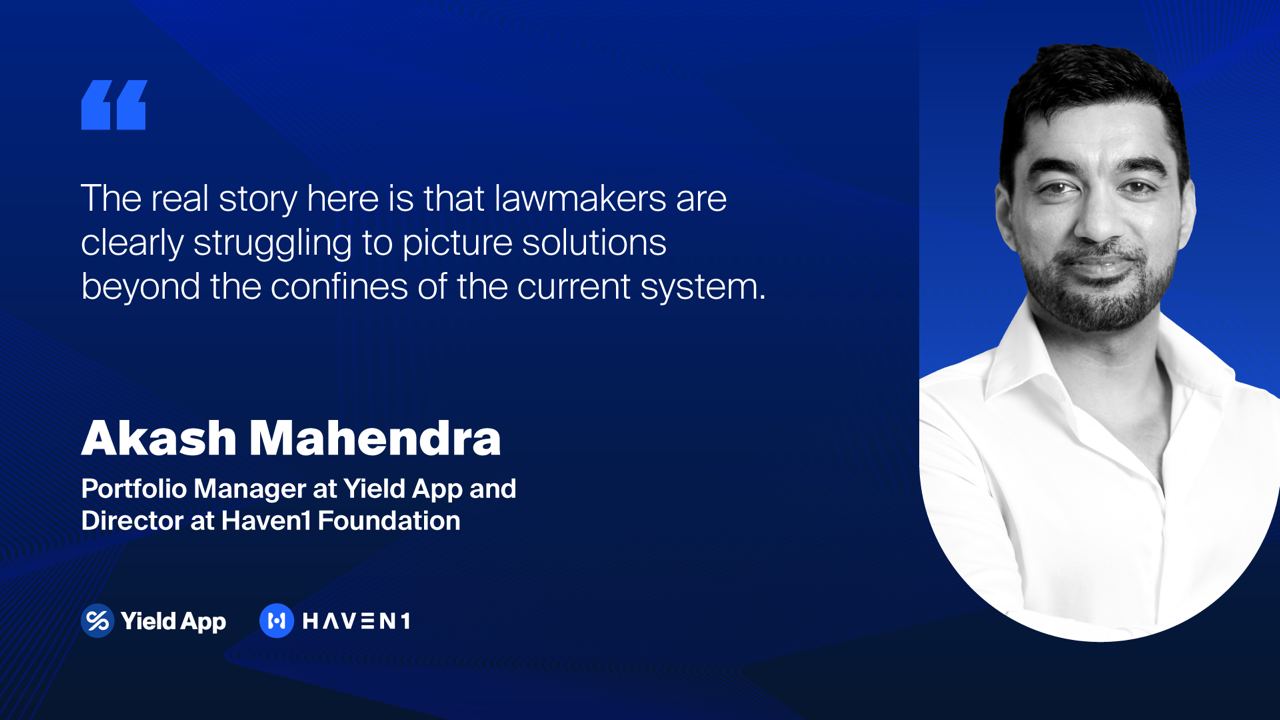 “
The real story here is that lawmakers are
clearly struggling to picture solutions
beyond the confines of the current system.
Akash Mahendra
Portfolio Manager at Yield App and
Director at Haven1 Foundation
Yield App HAVEN1